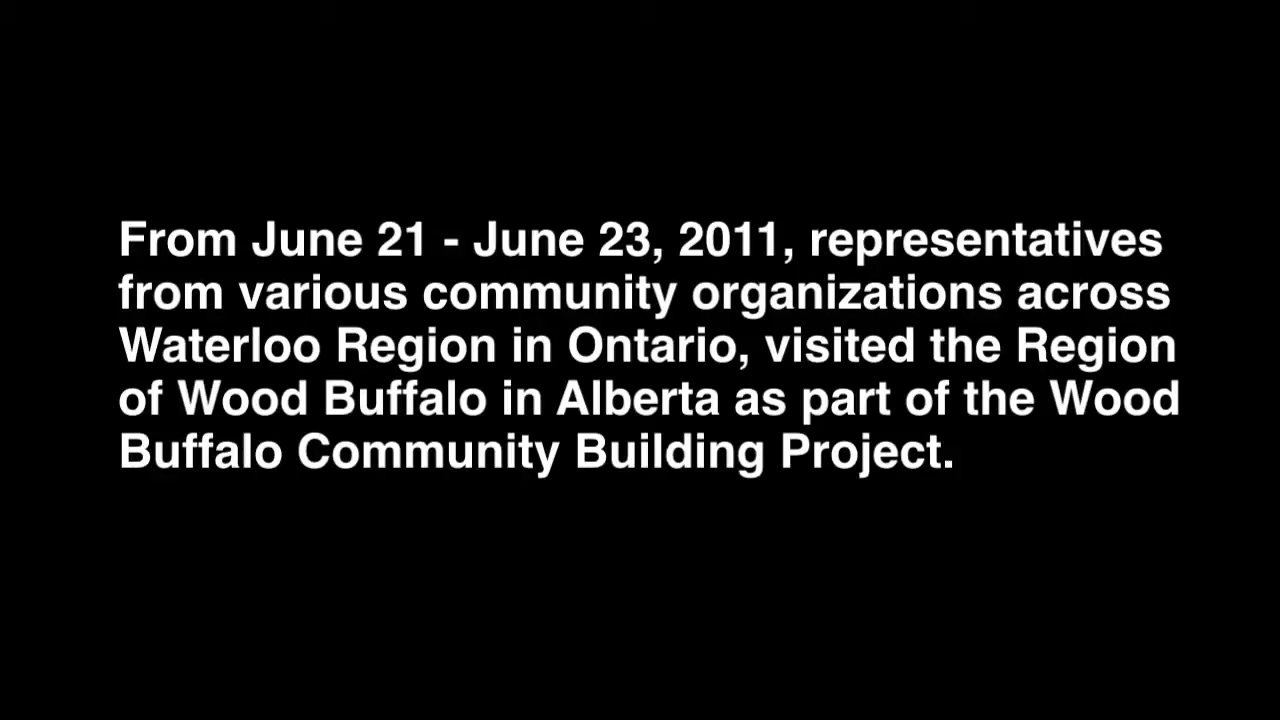 From June 21 - June 23, 2011, representatives
from various community organizations across
Waterloo Region in Ontario, visited the Region
of Wood Buffalo in Alberta as part of the Wood
Buffalo Community Building Project.